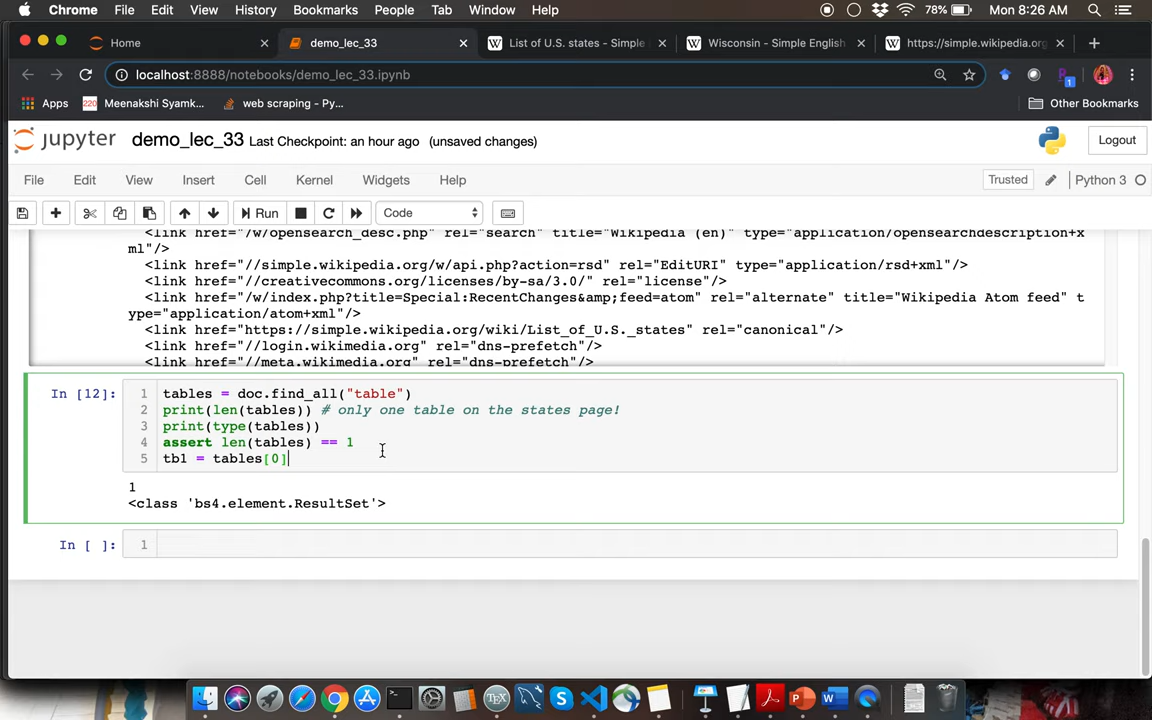 Chrome File Edit View History Bookmarks People Tab Window Help 78% Mon 8:26 AM
Home demo_lec_33 List of U.S. states - Simple Wisconsin - Simple English https://simple.wikipedia.org
localhost:8888/notebooks/demo_lec_33.ipynb
Apps 220 Meenakshi Syamk... web scraping - Py... Other Bookmarks
jupyter demo_lec_33 Last Checkpoint: an hour ago (unsaved changes) Logout
File Edit View Insert Cell Kernel Widgets Help Trusted Python 3
Run Code
<link href="/w/opensearch_desc.php" rel="search" title="Wikipedia (en)" type="application/opensearchdescription+x
ml"/>
<link href="//simple.wikipedia.org/w/api.php?action=rsd" rel="EditURI" type="application/rsd+xml"/>
<link href="//creativecommons.org/licenses/by-sa/3.0/" rel="license"/>
<link href="/w/index.php?title=Special:RecentChanges&amp;feed=atom" rel="alternate" title="Wikipedia Atom feed" t
ype="application/atom+xml"/>
<link href="https://simple.wikipedia.org/wiki/List_of_U.S._states" rel="canonical"/>
<link href="//login.wikimedia.org" rel="dns-prefetch"/>
<link href="//meta.wikimedia.org" rel="dns-prefetch"/>
In [12]: 1 tables = doc.find_all("table")
2 print(len(tables)) # only one table on the states page!
3 print(type(tables))
4 assert len(tables) == 1
5 tb1 = tables[0]
1
<class 'bs4.element.ResultSet'>
In [ ]: 1